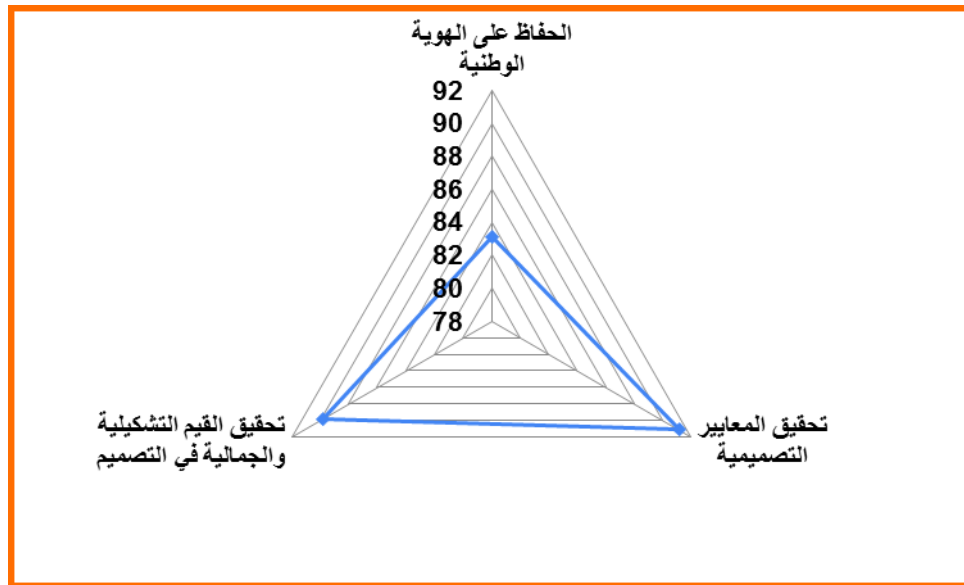 الحفاظ على الهوية
الوطنية
92
90
88
86
84
82
80
78
تحقيق المعايير
التصميمية
تحقيق القيم التشكيلية
والجمالية في التصميم